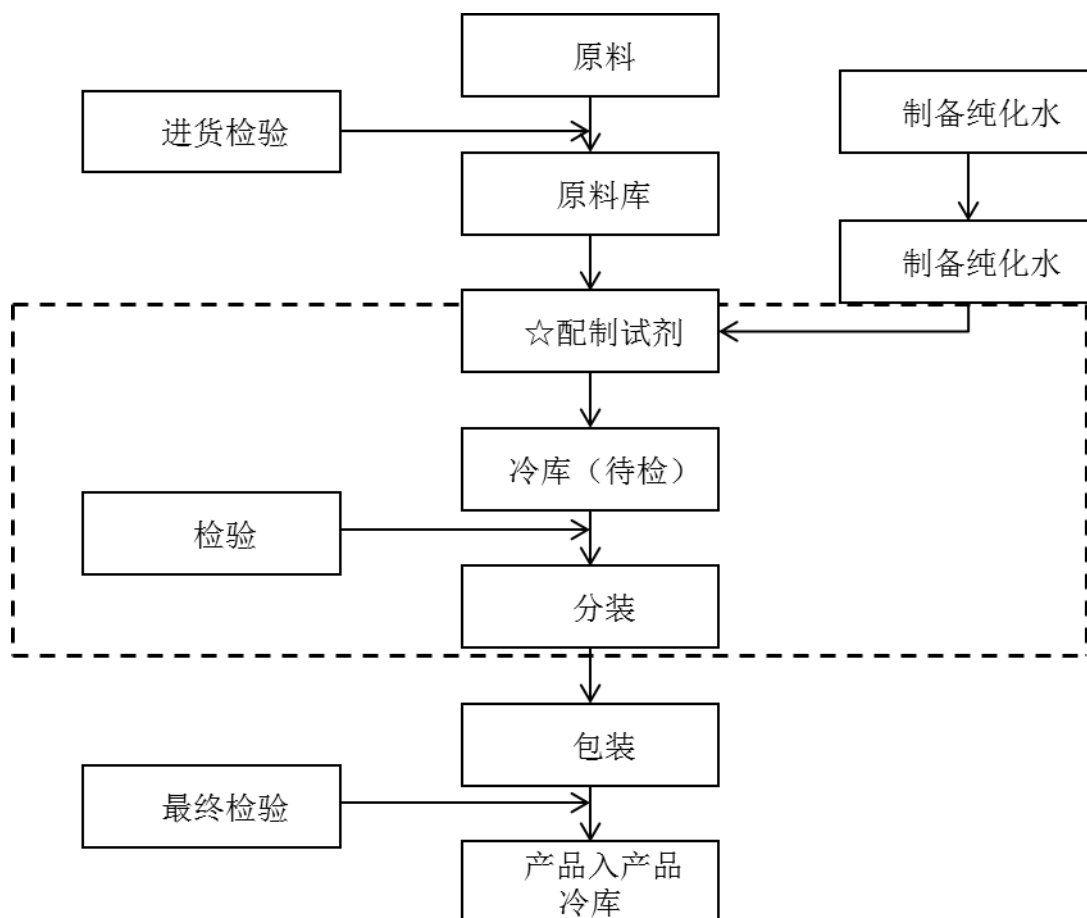 原料
制备纯化水
进货检验
原料库
制备纯化水
☆配制试剂
冷库（待检）
检验
分装
包装
最终检验
产品入产品
冷库